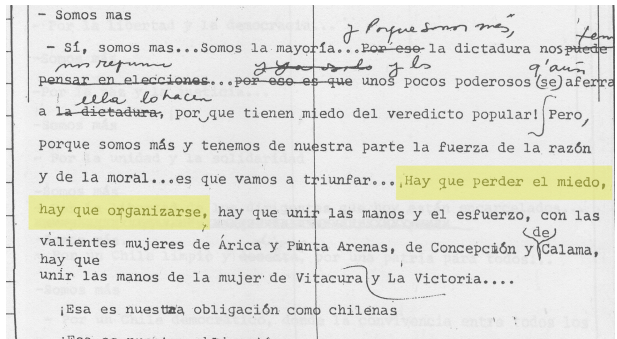 - Somos mas
y Porque somos más,
- Sí, somos mas...Somos la mayoría...Por eso la dictadura nos puede
nos reprime y los q'aún
pensar en elecciones...por eso es que unos pocos poderosos (se) aferra
ella lo hacen
a la dictadura, por que tienen miedo del veredicto popular! Pero,
porque somos más y tenemos de nuestra parte la fuerza de la razón
y de la moral...es que vamos a triunfar... Hay que perder el miedo,
hay que organizarse, hay que unir las manos y el esfuerzo, con las
(de)
valientes mujeres de Árica y Punta Arenas, de Concepción y Calama,
hay que
unir las manos de la mujer de Vitacura y La Victoria....
¡Esa es nuestra obligación como chilenas